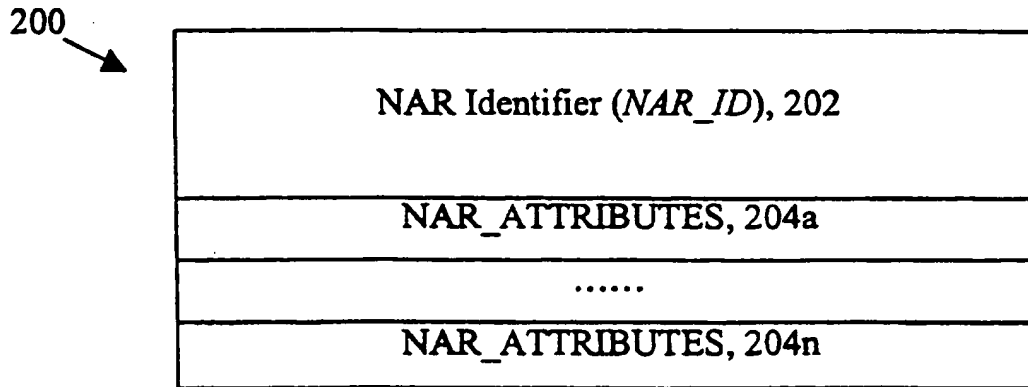 200
NAR Identifier (NAR_ID), 202
NAR_ATTRIBUTES, 204a
......
NAR_ATTRIBUTES, 204n